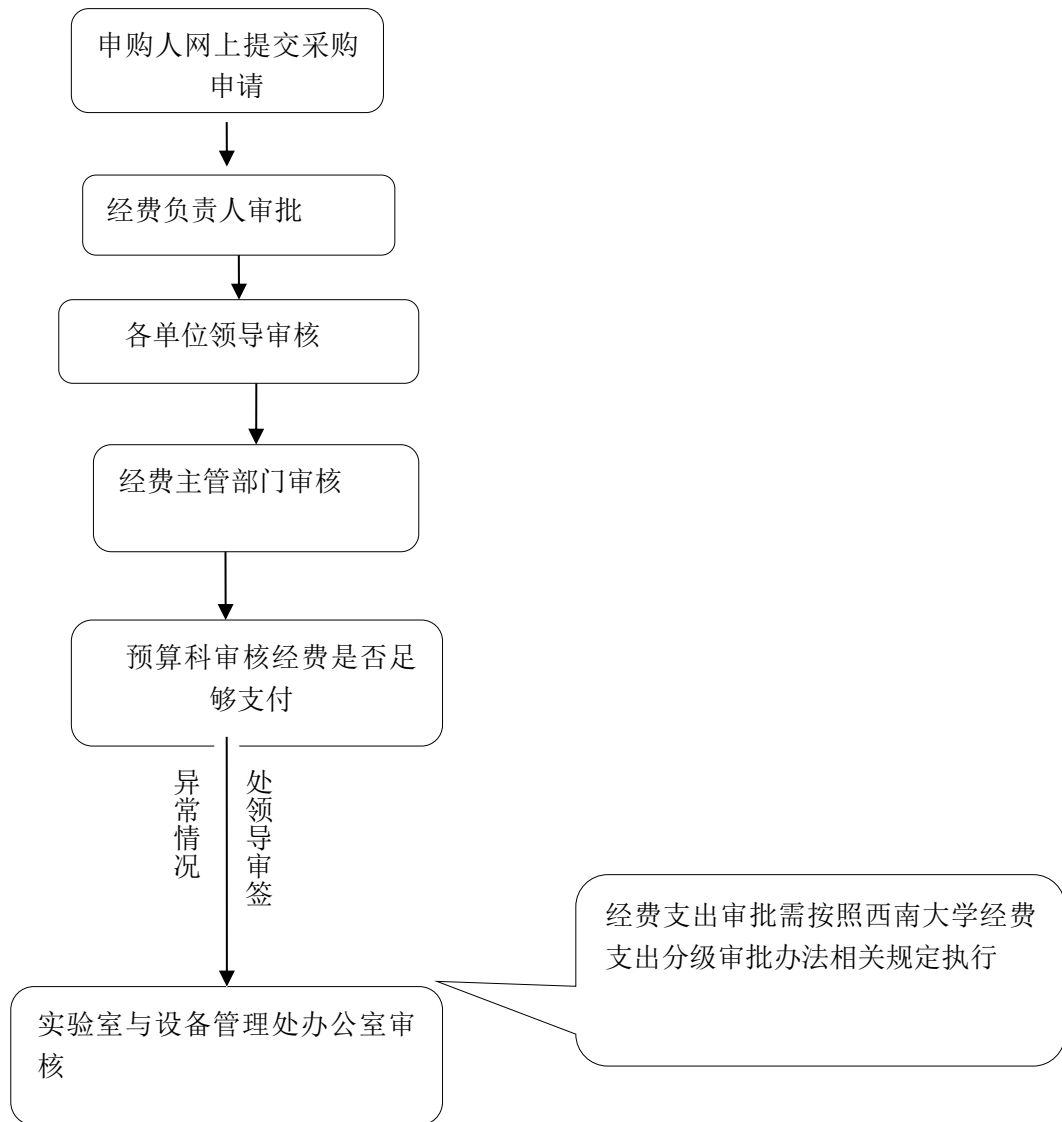 申购人网上提交采购
申请
经费负责人审批
各单位领导审核
经费主管部门审核
预算科审核经费是否足
够支付
异常情况
处领导审签
经费支出审批需按照西南大学经费
支出分级审批办法相关规定执行
实验室与设备管理处办公室审
核